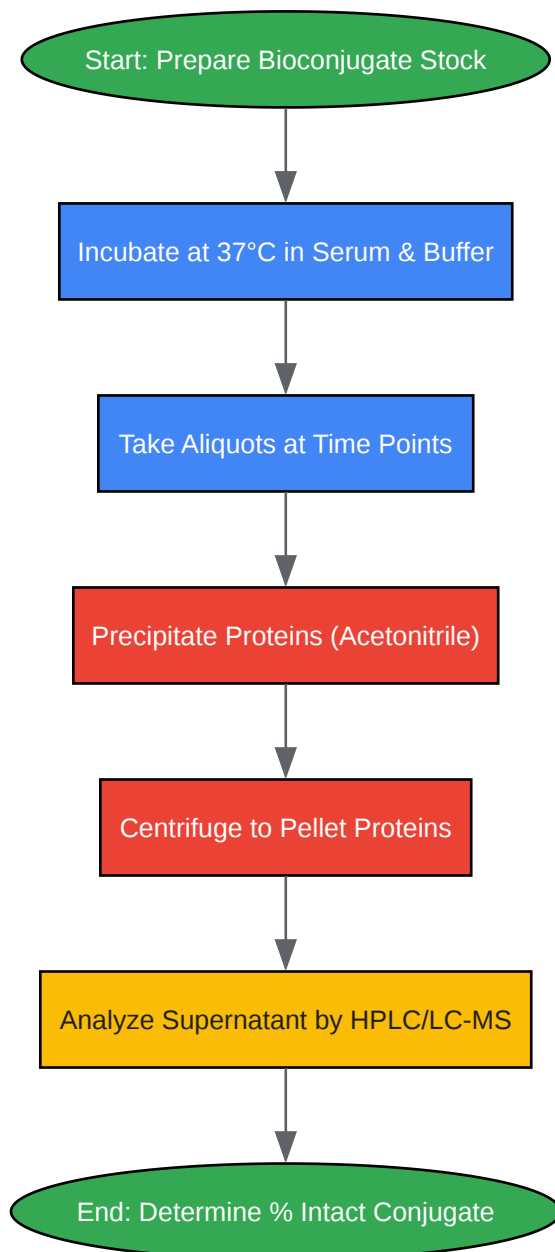 Start: Prepare Bioconjugate Stock
Incubate at 37°C in Serum & Buffer
Take Aliquots at Time Points
Precipitate Proteins (Acetonitrile)
Centrifuge to Pellet Proteins
Analyze Supernatant by HPLC/LC-MS
End: Determine % Intact Conjugate